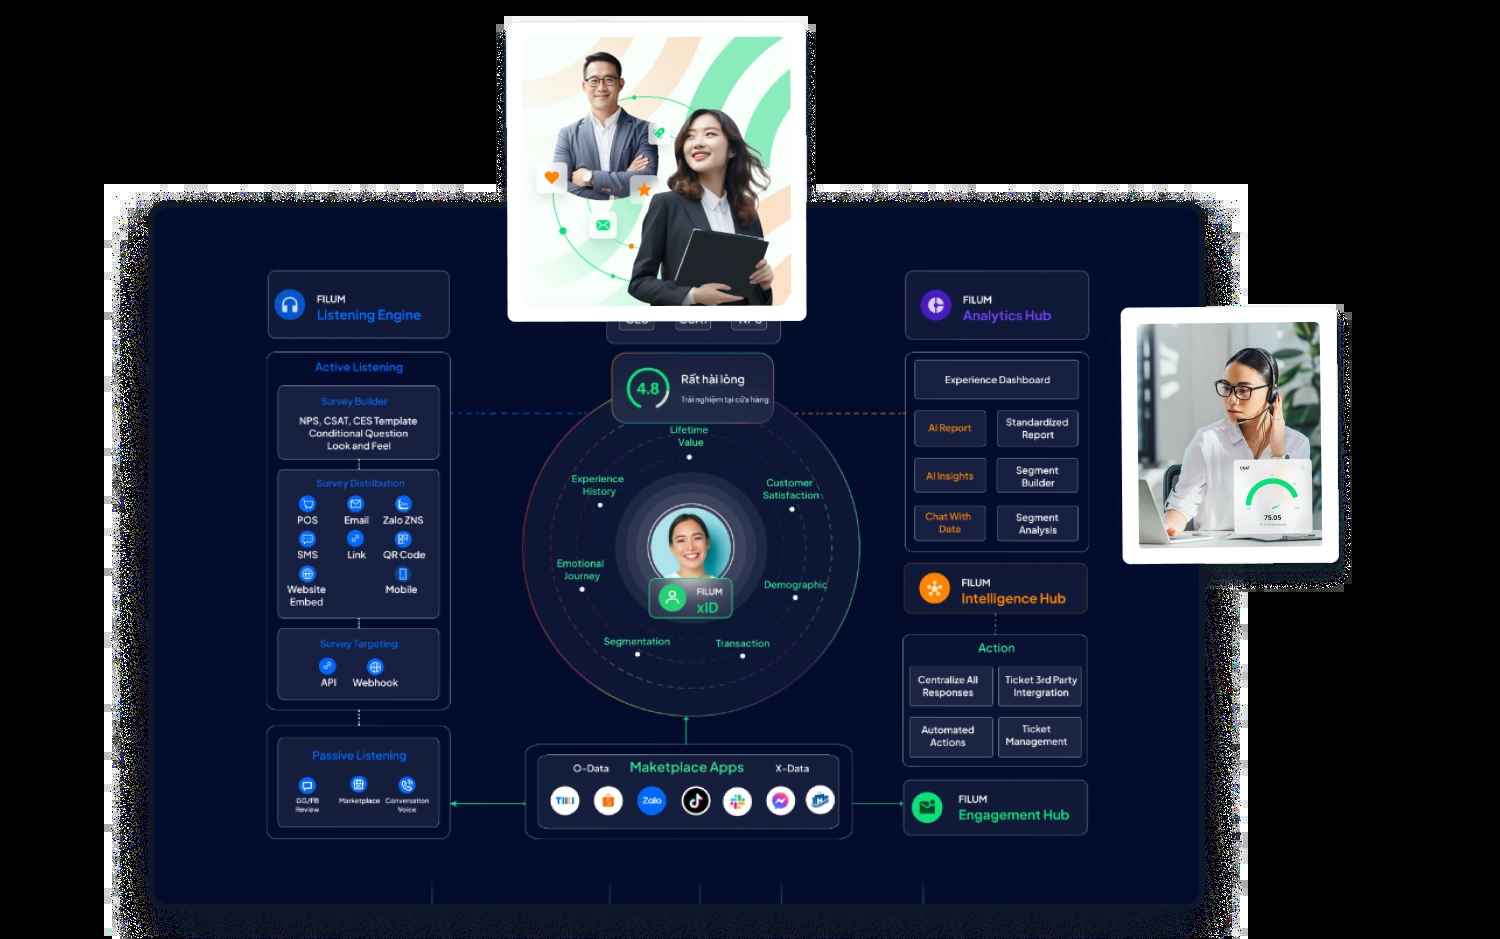 FILUM
Listening Engine
Active Listening
Survey Builder
NPS, CSAT, CES Template
Conditional Question
Look and Feel
Survey Distribution
POS
Email
Zalo ZNS
SMS
Link
QR Code
Website
Embed
Mobile
Survey Targeting
API
Webhook
Passive Listening
GG/FB
Review
Marketplace
Conversation
Voice
4.8
Rất hài lòng
Trải nghiệm tại cửa hàng
Lifetime
Value
Experience
History
Customer
Satisfaction
Emotional
Journey
Demographic
FILUM
xID
Segmentation
Transaction
O-Data
Maketplace Apps
X-Data
TIKI
Zalo
FILUM
Analytics Hub
Experience Dashboard
AI Report
Standardized
Report
AI Insights
Segment
Builder
Chat With
Data
Segment
Analysis
FILUM
Intelligence Hub
Action
Centralize All
Responses
Ticket 3rd Party
Intergration
Automated
Actions
Ticket
Management
FILUM
Engagement Hub
CSAT
75.05